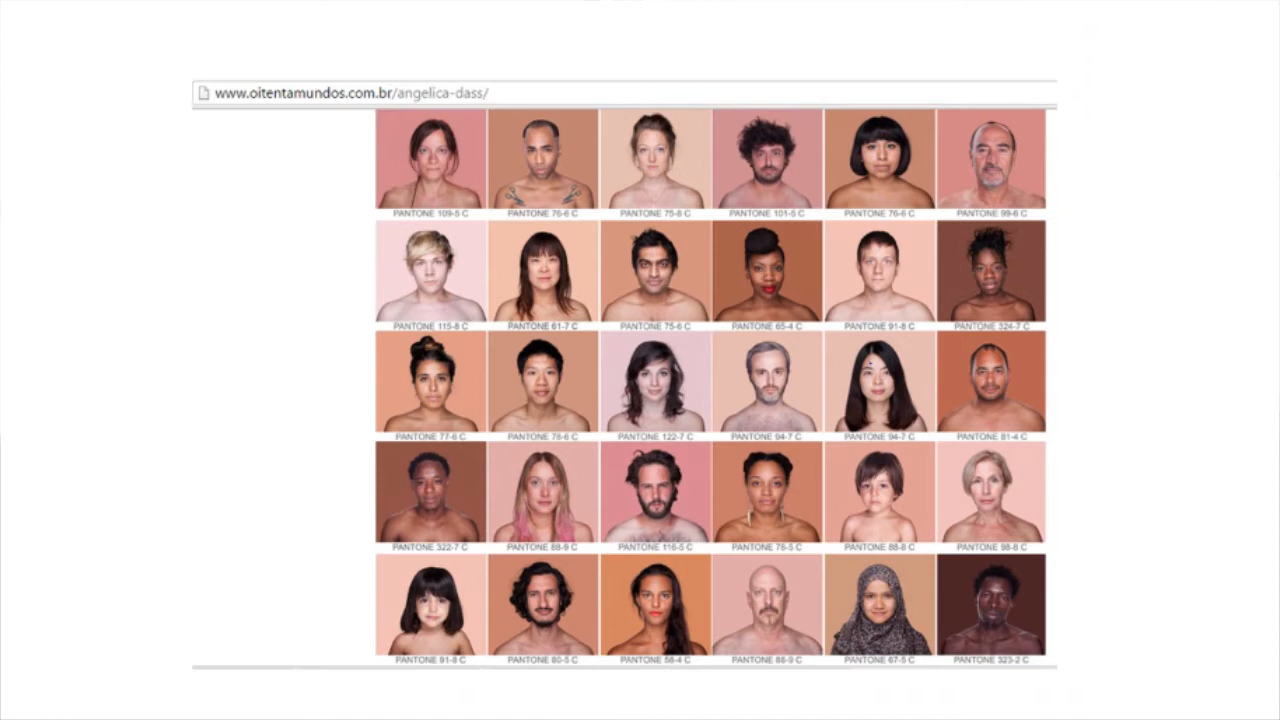 www.oitentamundos.com.br/angelica-dass/
PANTONE 109-5 C PANTONE 76-6 C PANTONE 75-8 C PANTONE 101-5 C PANTONE 76-6 C PANTONE 99-6 C
PANTONE 115-8 C PANTONE 61-7 C PANTONE 75-6 C PANTONE 65-4 C PANTONE 91-8 C PANTONE 324-7 C
PANTONE 77-6 C PANTONE 78-6 C PANTONE 122-7 C PANTONE 94-7 C PANTONE 94-7 C PANTONE 81-4 C
PANTONE 322-7 C PANTONE 88-9 C PANTONE 116-5 C PANTONE 78-5 C PANTONE 88-8 C PANTONE 98-8 C
PANTONE 91-8 C PANTONE 80-5 C PANTONE 58-4 C PANTONE 88-9 C PANTONE 67-5 C PANTONE 323-2 C